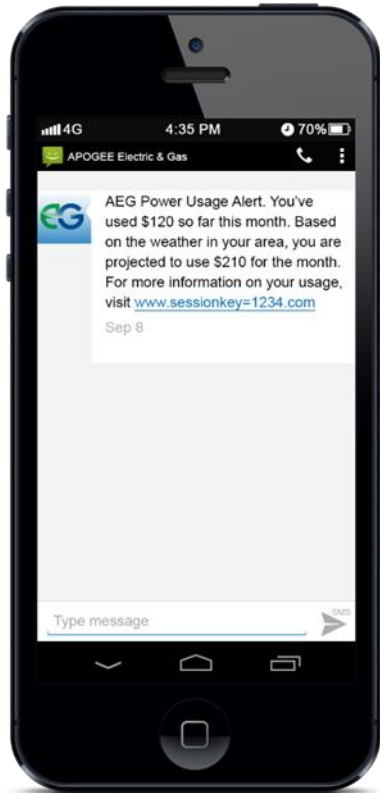 4G 4:35 PM 70%
APOGEE Electric & Gas
eG
AEG Power Usage Alert. You've
used $120 so far this month. Based
on the weather in your area, you are
projected to use $210 for the month.
For more information on your usage,
visit www.sessionkey=1234.com
Sep 8
Type message
SMS